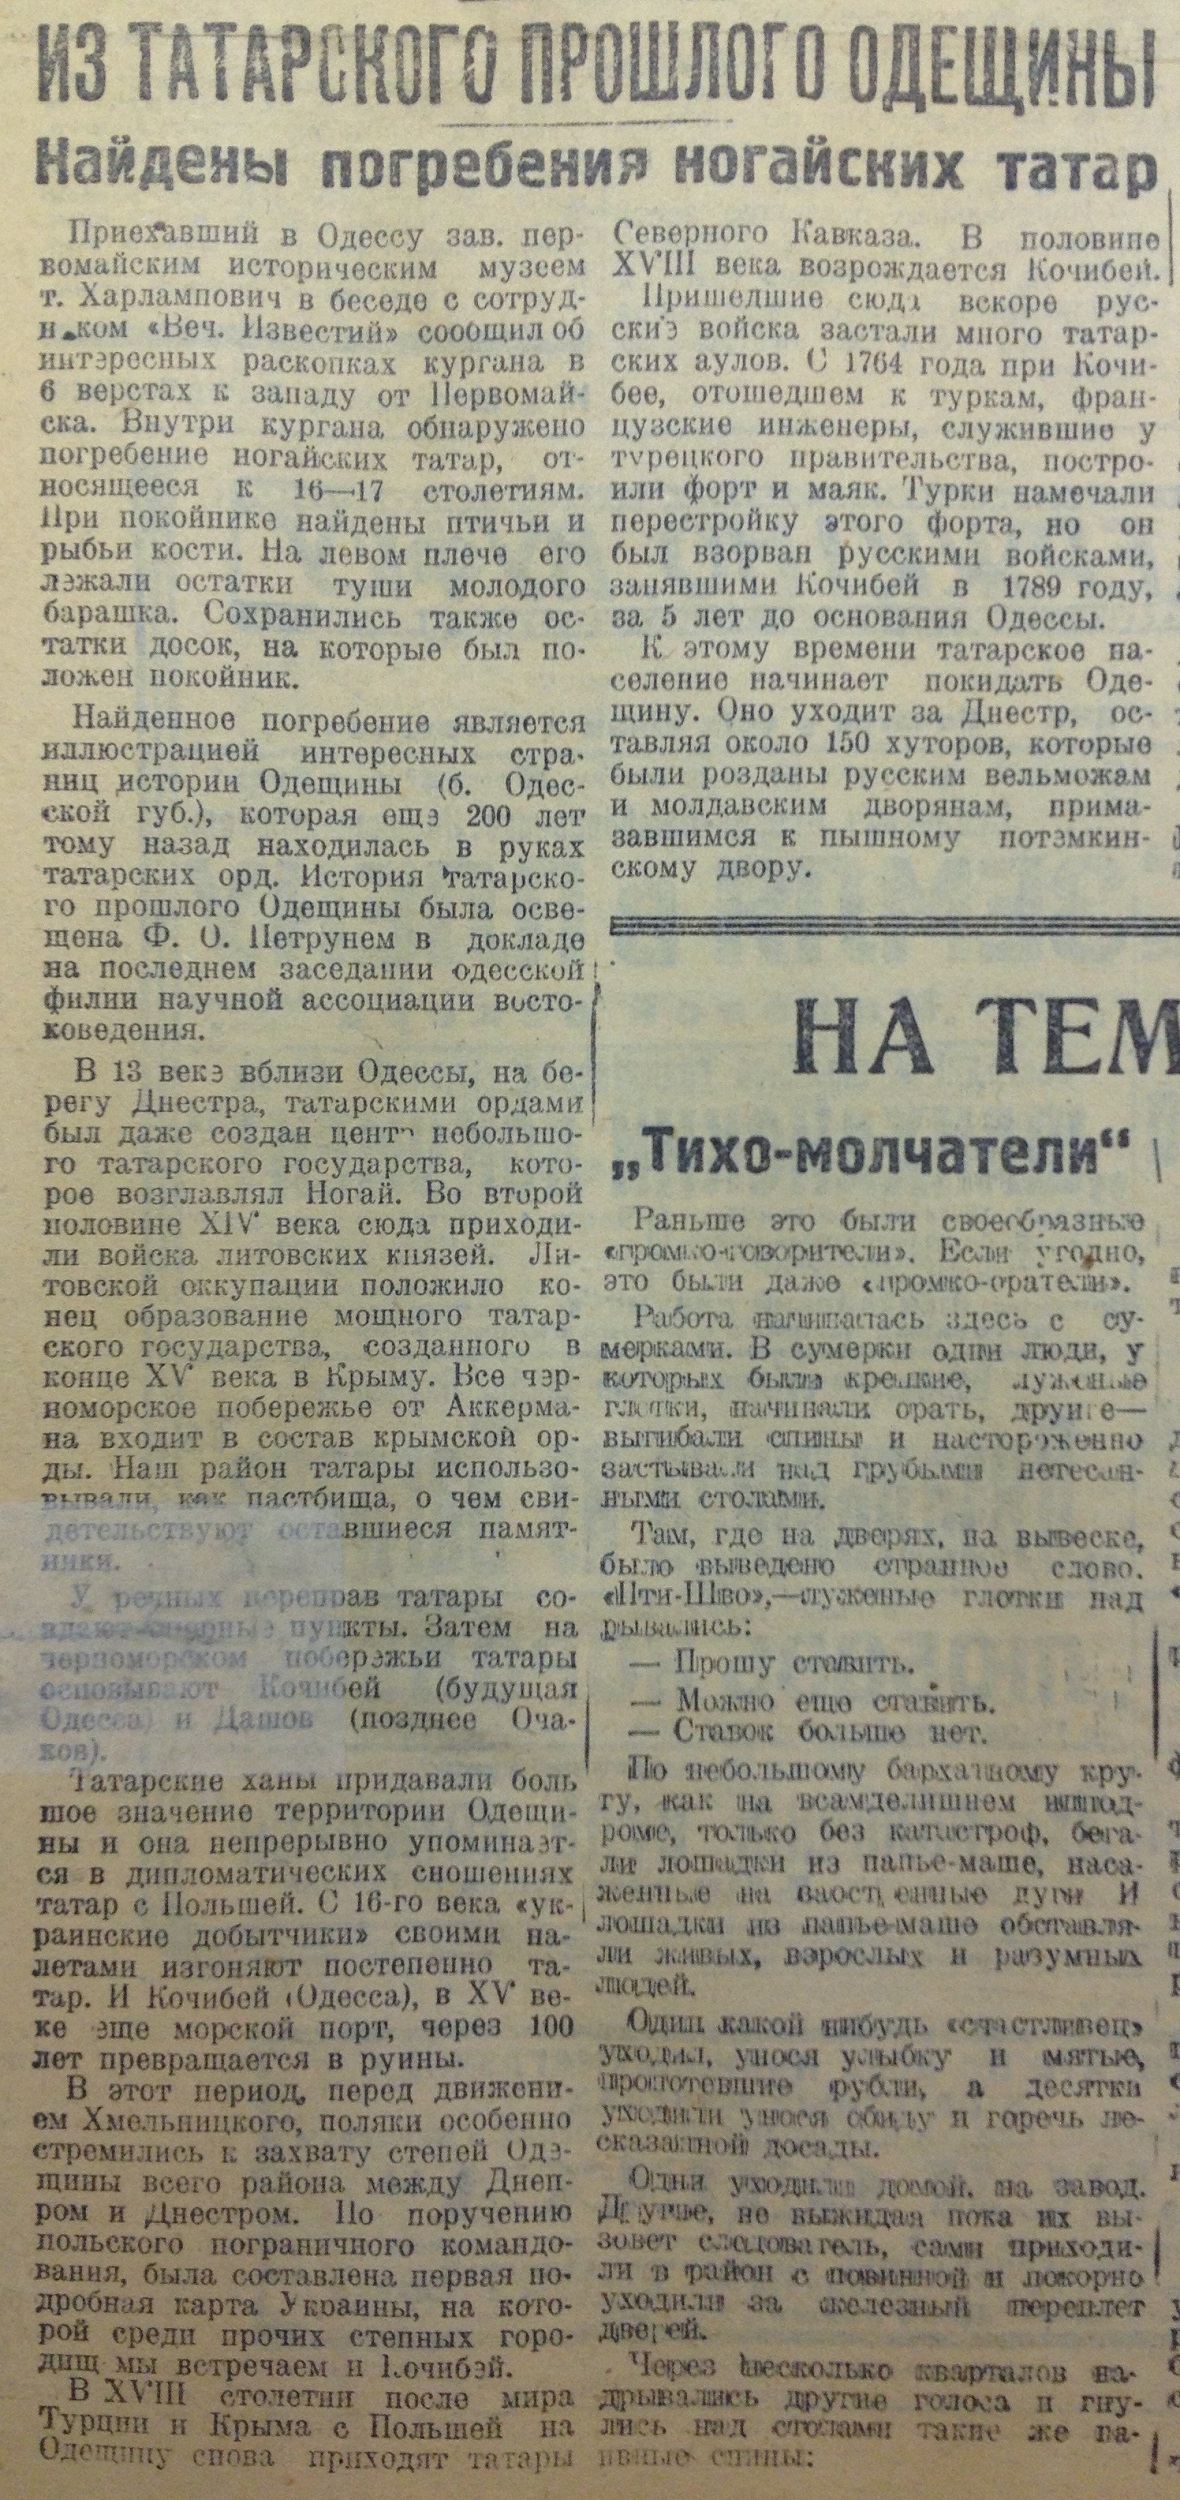 ИЗ ТАТАРСКОГО ПРОШЛОГО ОДЕЩИНЫ
Найдены погребения ногайских татар
Приехавший в Одессу зав. пер-
вомайским историческим музеем
т. Харлампович в беседе с сотруд-
ником «Веч. Известий» сообщил об
интересных раскопках кургана в
6 верстах к западу от Первомай-
ска. Внутри кургана обнаружено
погребение ногайских татар, от-
носящееся к 16—17 столетиям.
При покойнике найдены птичьи и
рыбьи кости. На левом плече его
лежали остатки туши молодого
барашка. Сохранились также ос-
татки досок, на которые был по-
ложен покойник.
Найденное погребение является
иллюстрацией интересных стра-
ниц истории Одещины (б. Одес-
ской губ.), которая еще 200 лет
тому назад находилась в руках
татарских орд. История татарско-
го прошлого Одещины была осве-
щена Ф. О. Петрунем в докладе
на последнем заседании одесской
филии научной ассоциации восто-
коведения.
В 13 веке вблизи Одессы, на бе-
регу Днестра, татарскими ордами
был даже создан центр небольшо-
го татарского государства, кото-
рое возглавлял Ногай. Во второй
половине XIV века сюда приходи-
ли войска литовских князей. Ли-
товской оккупации положило ко-
нец образование мощного татар-
ского государства, созданного в
конце XV века в Крыму. Все чер-
номорское побережье от Аккерма-
на входит в состав крымской ор-
ды. Наш район татары использо-
вывали, как пастбища, о чем сви-
детельствуют оставшиеся памят-
ники.
У речных переправ татары со-
здают опорные пункты. Затем на
черноморском побережьи татары
основывают Кочибей (будущая
Одесса) и Дашов (позднее Оча-
ков).
Татарские ханы придавали боль
шое значение территории Одещи-
ны и она непрерывно упоминает-
ся в дипломатических сношениях
татар с Польшей. С 16-го века «ук-
раинские добытчики» своими на-
летами изгоняют постепенно та-
тар. И Кочибей (Одесса), в XV ве-
ке еще морской порт, через 100
лет превращается в руины.
В этот период, перед движени-
ем Хмельницкого, поляки особенно
стремились к захвату степей Оде-
щины всего района между Днеп-
ром и Днестром. По поручению
польского пограничного командо-
вания, была составлена первая по-
дробная карта Украины, на кото-
рой среди прочих степных горо-
дищ мы встречаем и Кочибей.
В XVIII столетии после мира
Турции и Крыма с Польшей на
Одещину снова приходят татары
Северного Кавказа. В половине
XVIII века возрождается Кочибей.
Пришедшие сюда вскоре рус-
ские войска застали много татар-
ских аулов. С 1764 года при Кочи-
бее, отошедшем к туркам, фран-
цузские инженеры, служившие у
турецкого правительства, постро-
или форт и маяк. Турки намечали
перестройку этого форта, но он
был взорван русскими войсками,
занявшими Кочибей в 1789 году,
за 5 лет до основания Одессы.
К этому времени татарское на-
селение начинает покидать Оде-
щину. Оно уходит за Днестр, ос-
тавляя около 150 хуторов, которые
были розданы русским вельможам
и молдавским дворянам, прима-
завшимся к пышному потемкин-
скому двору.
НА ТЕМ
„Тихо-молчатели“
Раньше это были своеобразные
«громко-говорители». Если угодно,
это были даже «громко-оратели».
Работа начиналась здесь с су-
мерками. В сумерки одни люди, у
которых были крепкие, луженые
глотки, начинали орать, другие—
выгибали спины и настороженно
застывали над грубыми нетесан-
ными столами.
Там, где на дверях, на вывеске,
было выведено странное слово.
«Пти-Шво»,—луженые глотки над
рывались:
— Прошу ставить.
— Можно еще ставить.
— Ставок больше нет.
По небольшому бархатному кру-
гу, как на всамделишнем иппод-
роме, только без катастроф, бега-
ли лошадки из папье-маше, наса-
женные на заостренные дуги И
лошадки из папье-маше обставля-
ли живых, взрослых и разумных
людей.
Один какой нибудь «счастливец»
уходил, унося улыбку и мятые,
пропотевшие рубли, а десятки
уходили унося обиду и горечь не-
сказанной досады.
Одни уходили домой, на завод.
Другие, не выжидая пока их вы-
зовет следователь, сами приходи-
ли в район с повинной и покорно
уходили за железный переплет
дверей.
Через несколько кварталов на-
дрывались другие голоса и гну-
лись над столами такие же на-
ивные спины: